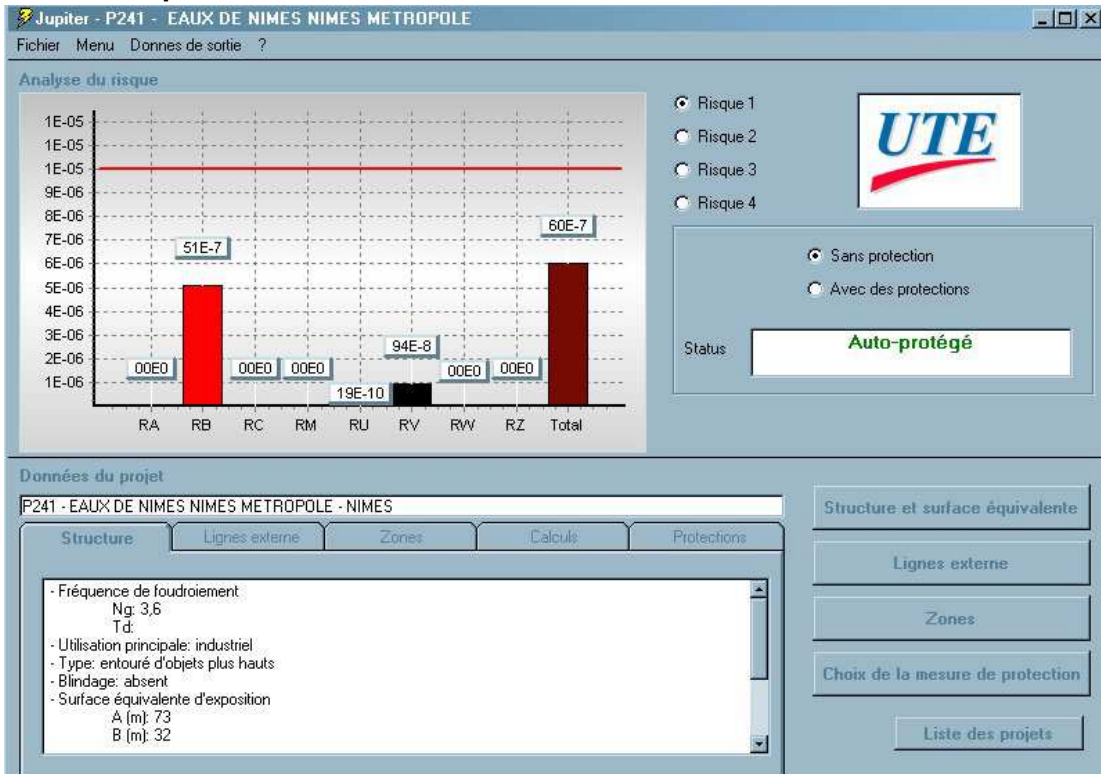 Jupiter - P241 - EAUX DE NIMES NIMES METROPOLE
Fichier Menu Donnes de sortie ?
Analyse du risque
1E-05
1E-05
1E-05
9E-06
8E-06
7E-06
6E-06
5E-06
4E-06
3E-06
2E-06
1E-06
00E0
51E-7
00E0
00E0
19E-10
94E-8
00E0
00E0
60E-7
RA RB RC RM RU RV RW RZ Total
Risque 1
Risque 2
Risque 3
Risque 4
UTE
Sans protection
Avec des protections
Status Auto-protégé
Données du projet
P241 - EAUX DE NIMES NIMES METROPOLE - NIMES
Structure Lignes externe Zones Calculs Protections
- Fréquence de foudroiement
Ng: 3,6
Td:
- Utilisation principale: industriel
- Type: entouré d'objets plus hauts
- Blindage: absent
- Surface équivalente d'exposition
A (m): 73
B (m): 32
Structure et surface équivalente
Lignes externe
Zones
Choix de la mesure de protection
Liste des projets